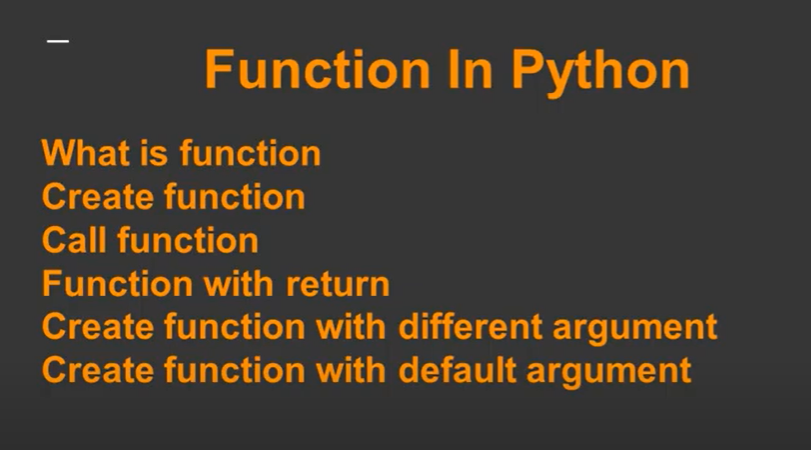 Function In Python
What is function
Create function
Call function
Function with return
Create function with different argument
Create function with default argument